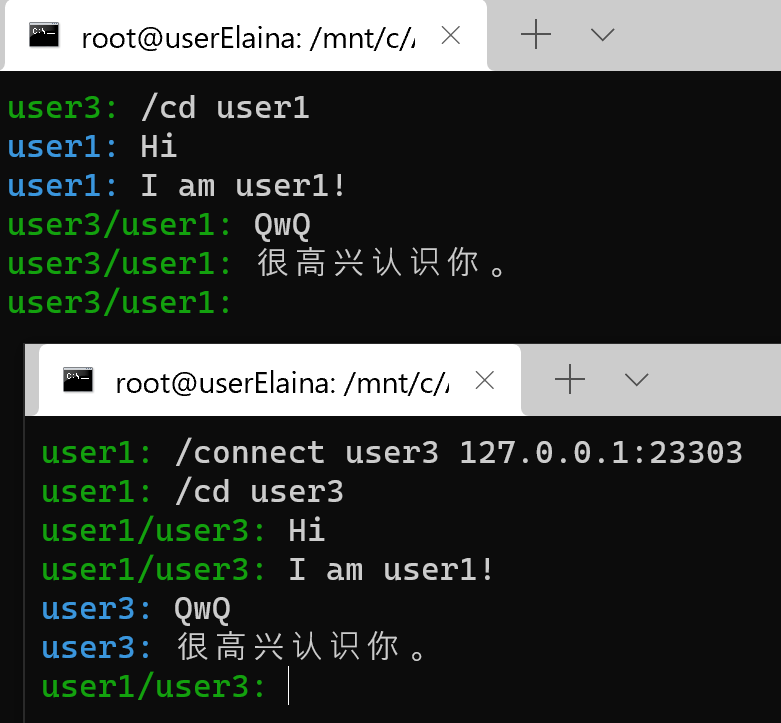 root@userElaina: /mnt/c/
user3: /cd user1
user1: Hi
user1: I am user1!
user3/user1: QwQ
user3/user1: 很高兴认识你。
user3/user1:
root@userElaina: /mnt/c/
user1: /connect user3 127.0.0.1:23303
user1: /cd user3
user1/user3: Hi
user1/user3: I am user1!
user3: QwQ
user3: 很高兴认识你。
user1/user3: